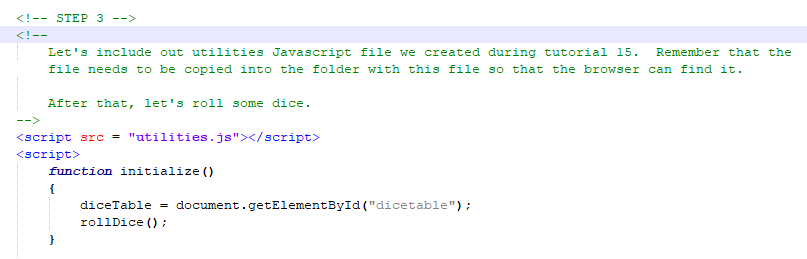 <!-- STEP 3 -->
<!--
Let's include out utilities Javascript file we created during tutorial 15.  Remember that the
file needs to be copied into the folder with this file so that the browser can find it.
After that, let's roll some dice.
-->
<script src = "utilities.js"></script>
<script>
function initialize()
{
diceTable = document.getElementById("dicetable");
rollDice();
}